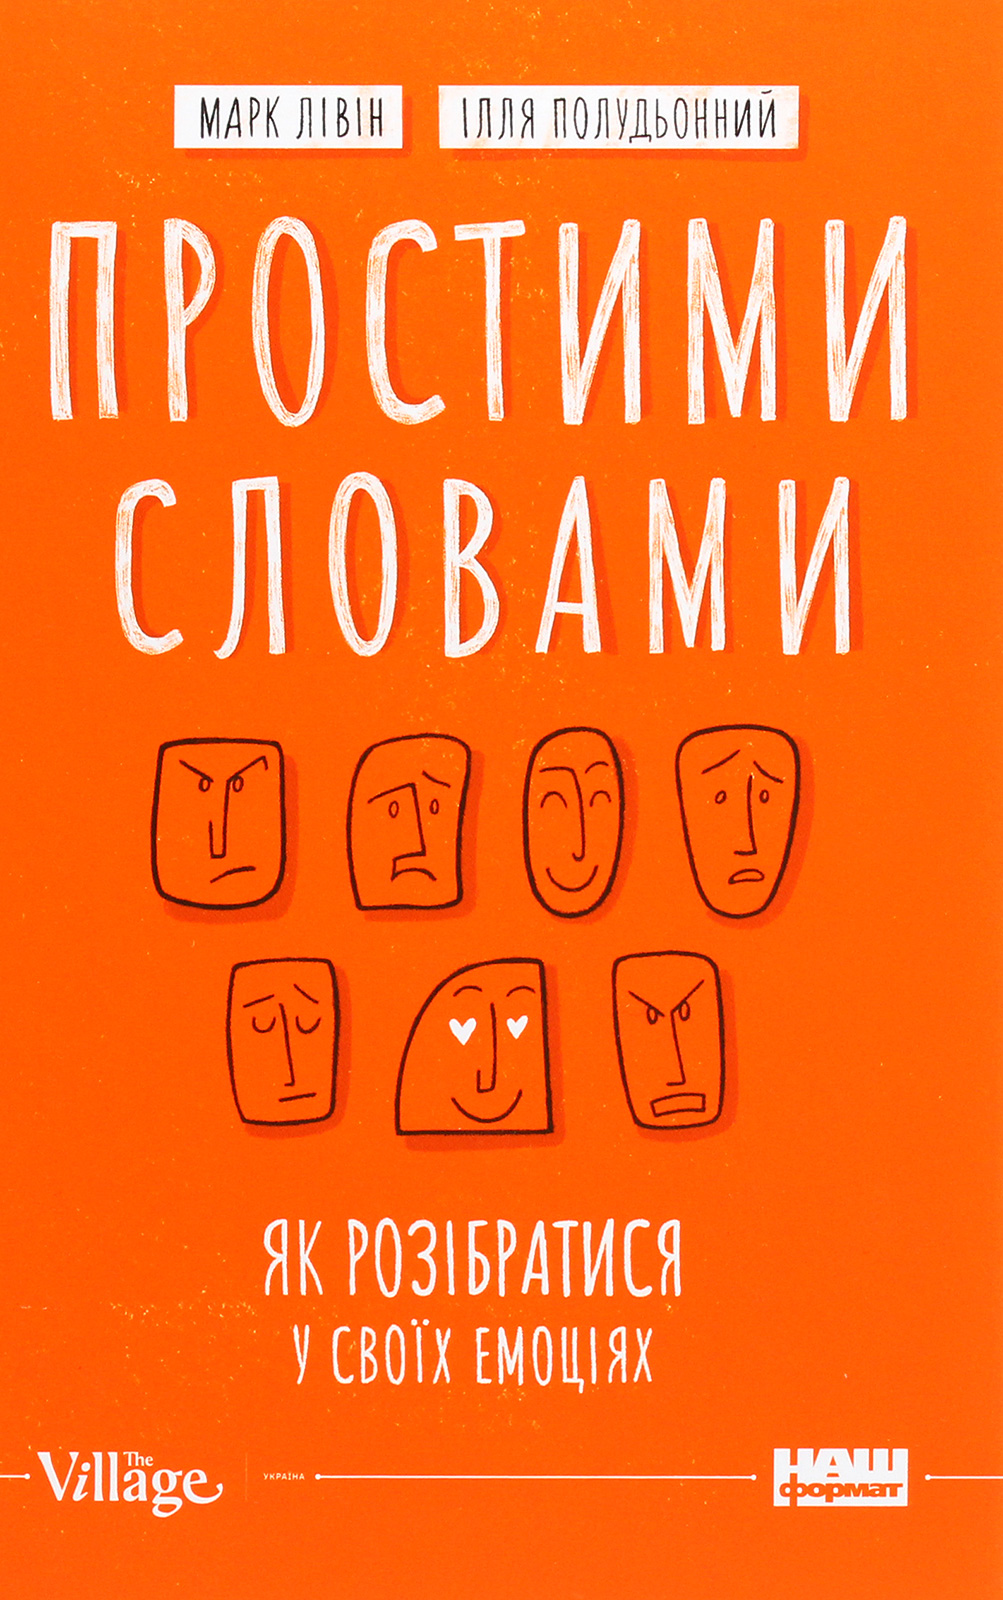 МАРК ЛІВІН ІЛЛЯ ПОЛУДЬОННИЙ
ПРОСТИМИ
СЛОВАМИ
ЯК РОЗІБРАТИСЯ
У СВОЇХ ЕМОЦІЯХ
The
Village УКРАЇНА
НАШ
формат